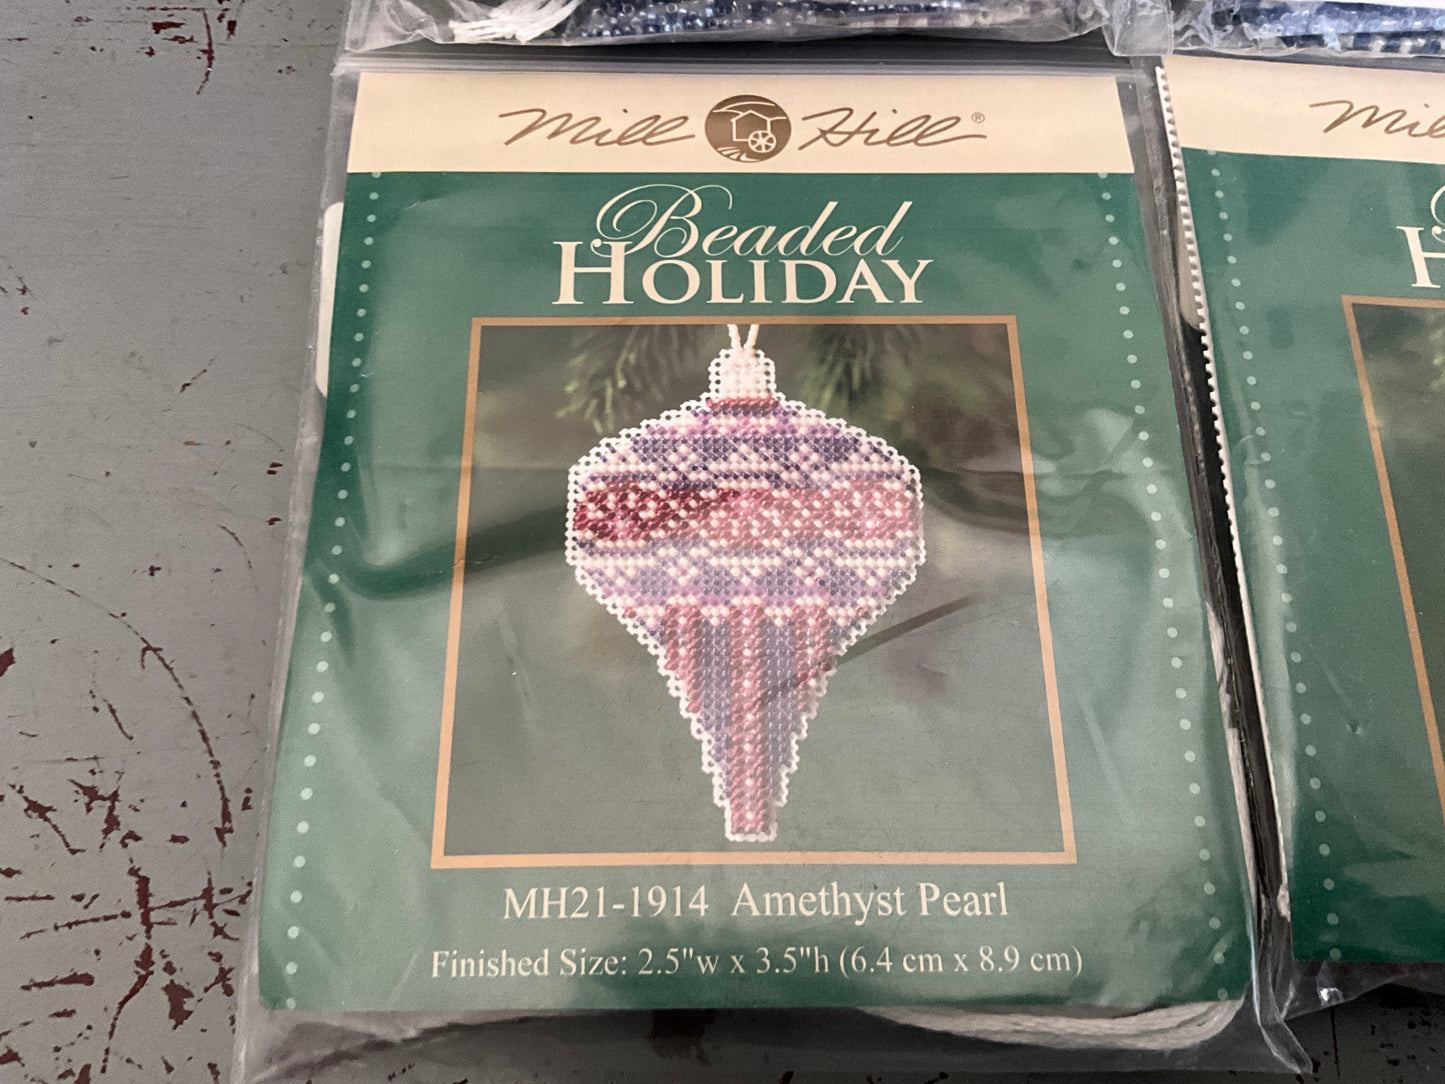 Mill Hill®
Beaded
HOLIDAY
MH21-1914 Amethyst Pearl
Finished Size: 2.5"w x 3.5"h (6.4 cm x 8.9 cm)